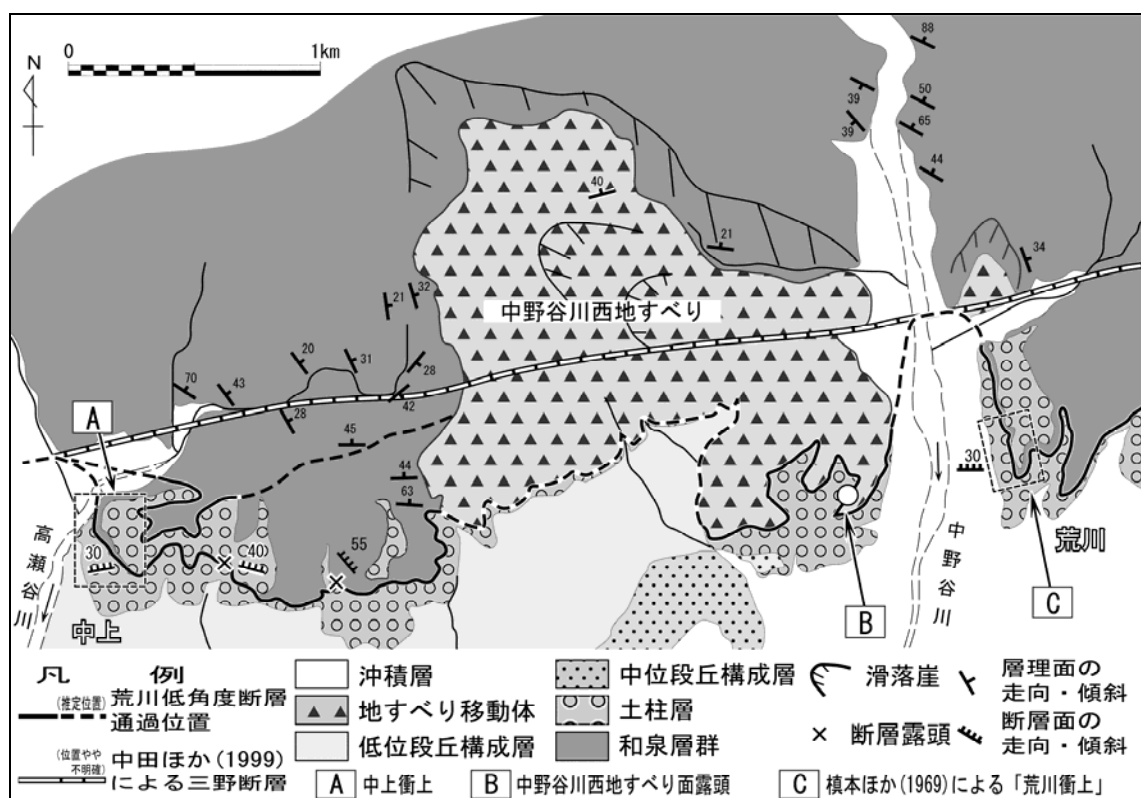 0 1km
N
88
50
39
65
39
44
40
21
34
32
21
中野谷川西地すべり
20
31
28
70
43
42
28
A
45
44
63
30
30
40)
55
高瀬谷川
中上
中野谷川
荒川
B
C
凡例
(推定位置) 荒川低角度断層
通過位置
(位置やや不明確) 中田ほか(1999)
による三野断層
沖積層
地すべり移動体
低位段丘構成層
中位段丘構成層
土柱層
和泉層群
滑落崖
断層露頭
層理面の
走向・傾斜
断層面の
走向・傾斜
A 中上衝上
B 中野谷川西地すべり面露頭
C 槙本ほか(1969)による「荒川衝上」